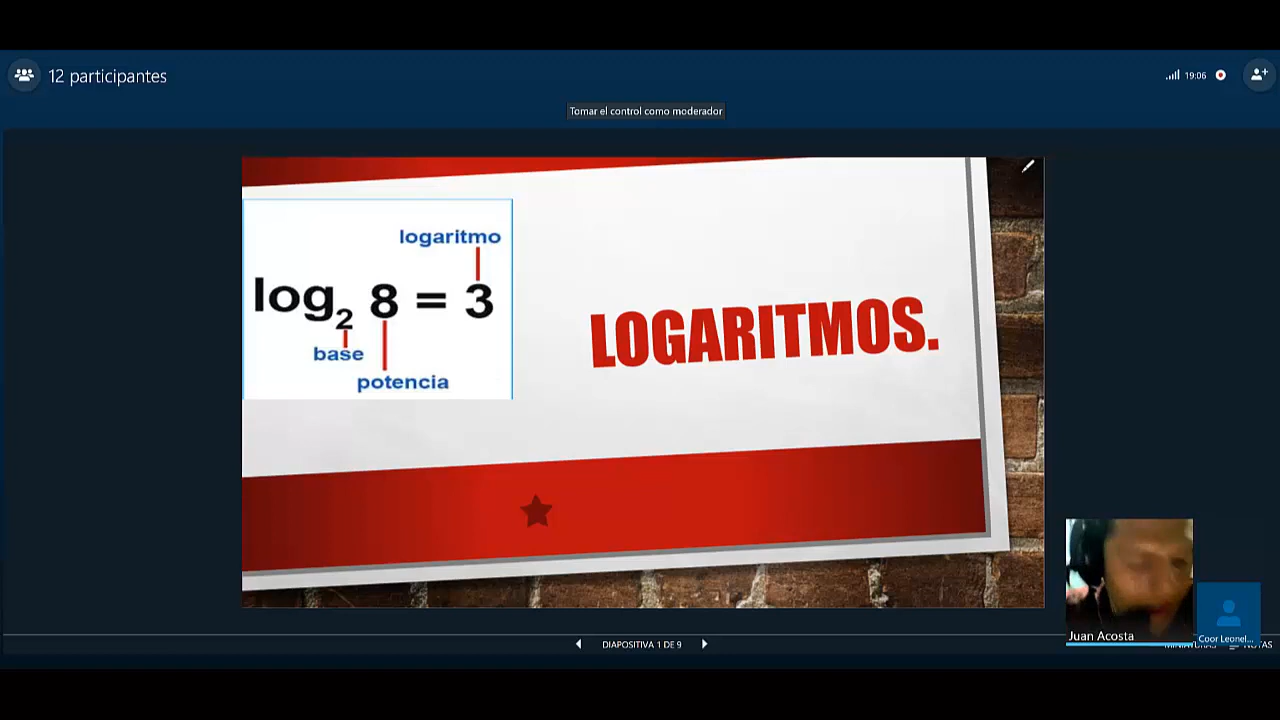 12 participantes
19:06
Tomar el control como moderador
logaritmo
log2 8 = 3
base
potencia
LOGARITMOS.
Juan Acosta
Coor Leonel...
DIAPOSITIVA 1 DE 9
NOTAS